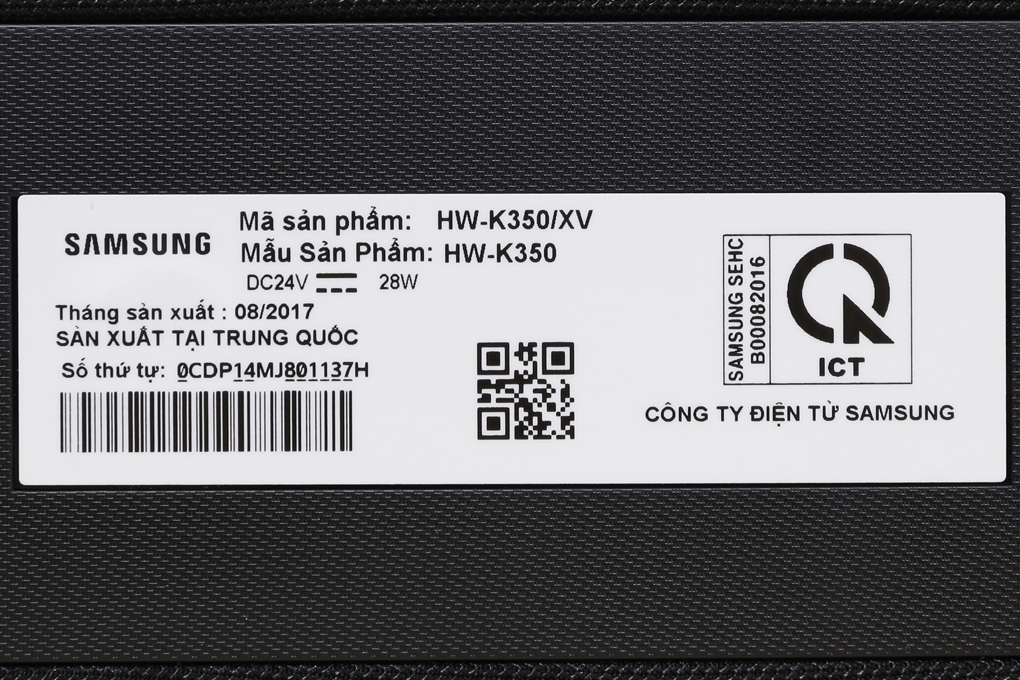 SAMSUNG
Mã sản phẩm: HW-K350/XV
Mẫu Sản Phẩm: HW-K350
DC24V 28W
Tháng sản xuất : 08/2017
SẢN XUẤT TẠI TRUNG QUỐC
Số thứ tự: 0CDP14MJ801137H
SAMSUNG SEHC
B00082016
ICT
CÔNG TY ĐIỆN TỬ SAMSUNG